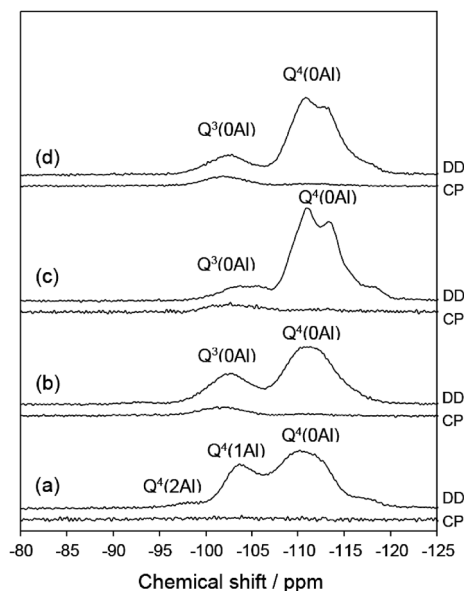 Q⁴(0Al)
Q³(0Al)
(d)
DD
CP
Q⁴(0Al)
Q³(0Al)
(c)
DD
CP
Q³(0Al)
Q⁴(0Al)
(b)
DD
CP
Q⁴(1Al)
Q⁴(0Al)
Q⁴(2Al)
(a)
DD
CP
-80 -85 -90 -95 -100 -105 -110 -115 -120 -125
Chemical shift / ppm